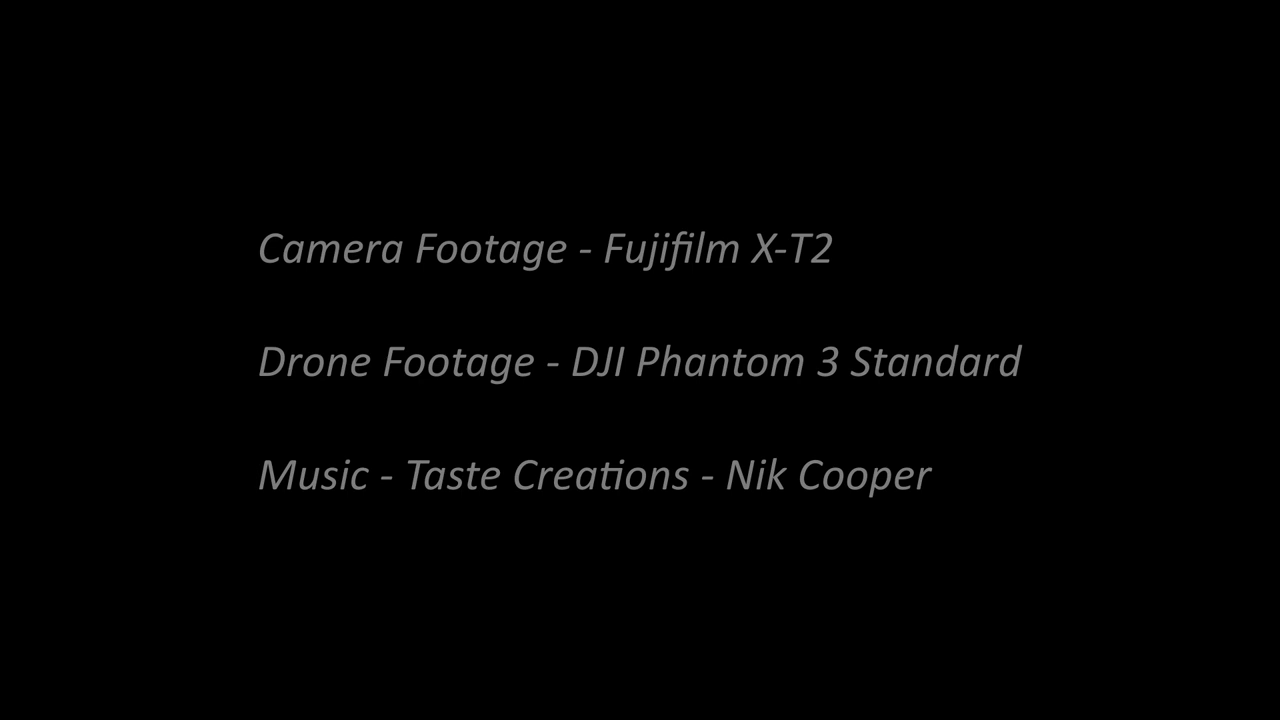 Camera Footage - Fujifilm X-T2
Drone Footage - DJI Phantom 3 Standard
Music - Taste Creations - Nik Cooper